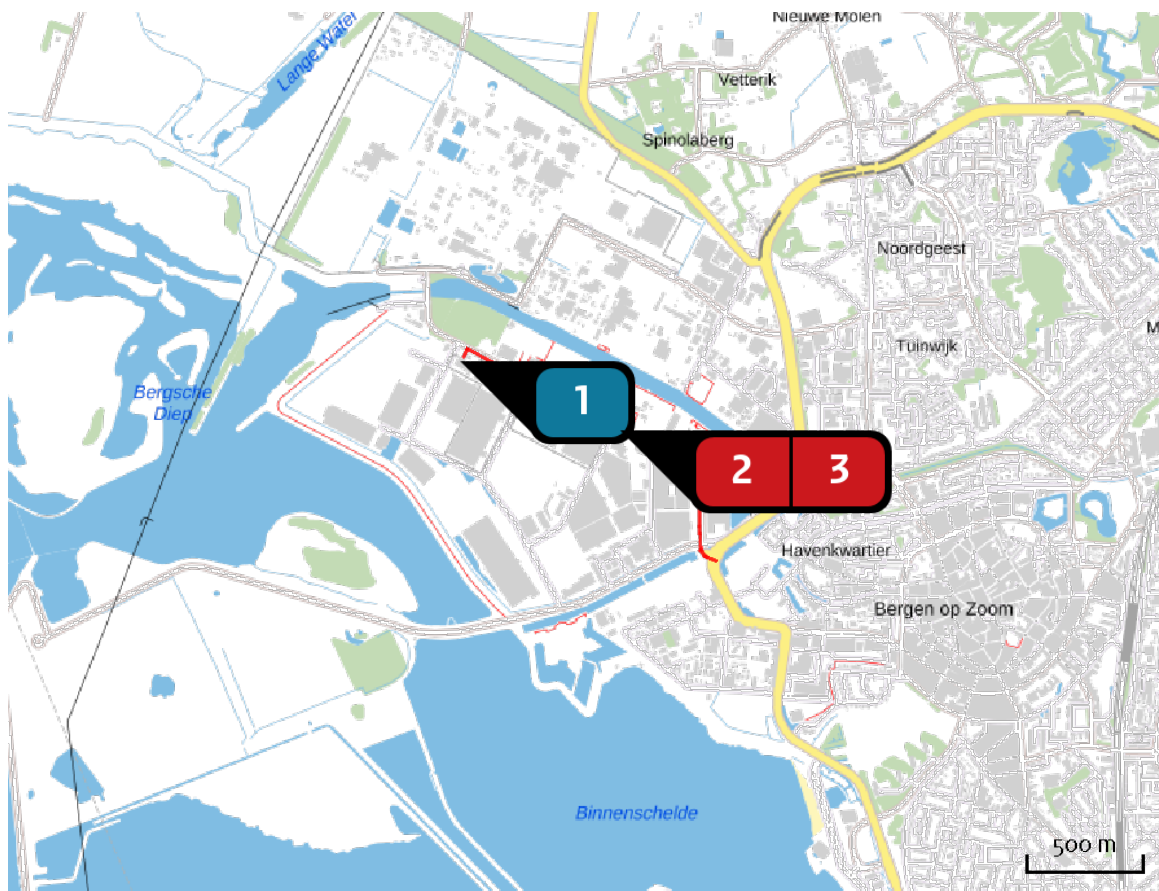 Nieuwe Molen
Lange Water
Vetterik
Spinolaberg
Noordgeest
Tuinwijk
M
Bergsche
Diep
1
2
3
Havenkwartier
Bergen op Zoom
Binnenschelde
500 m